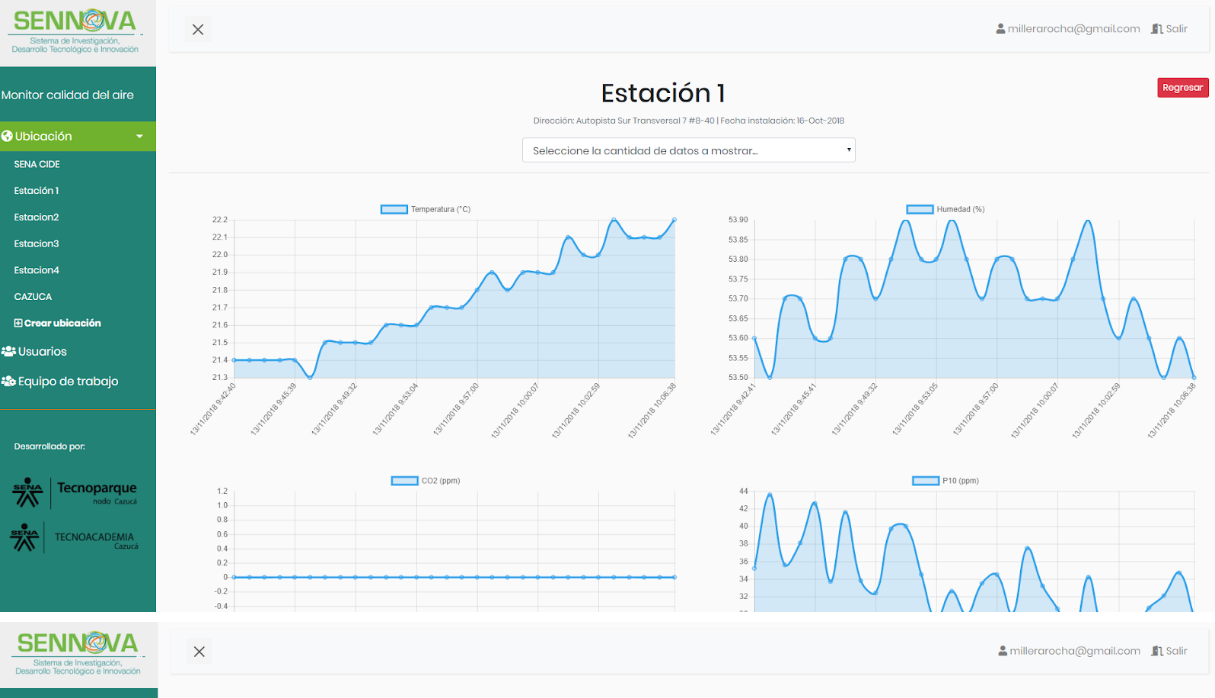 SENNOVA
Sistema de Investigación,
Desarrollo Tecnológico e Innovación
millerarocha@gmail.com Salir
Monitor calidad del aire
Ubicación
SENA CIDE
Estación 1
Estacion2
Estacion3
Estacion4
CAZUCA
Crear ubicación
Usuarios
Equipo de trabajo
Desarrollado por:
SENA Tecnoparque
nodo Cazucá
SENA TECNOACADEMIA
Cazucá
Estación 1
Regresar
Dirección: Autopista Sur Transversal 7 #8-40 | Fecha instalación: 16-Oct-2018
Seleccione la cantidad de datos a mostrar...
Temperatura (°C)
22.2
22.1
22.0
21.9
21.8
21.7
21.6
21.5
21.4
21.3
13/11/2018 9:42:40
13/11/2018 9:45:39
13/11/2018 9:49:32
13/11/2018 9:53:04
13/11/2018 9:57:00
13/11/2018 10:00:07
13/11/2018 10:02:59
13/11/2018 10:06:38
Humedad (%)
53.90
53.85
53.80
53.75
53.70
53.65
53.60
53.55
53.50
13/11/2018 9:42:41
13/11/2018 9:45:41
13/11/2018 9:49:32
13/11/2018 9:53:05
13/11/2018 9:57:00
13/11/2018 10:00:07
13/11/2018 10:02:59
13/11/2018 10:06:38
CO2 (ppm)
1.2
1.0
0.8
0.6
0.4
0.2
0
-0.2
-0.4
P10 (ppm)
44
42
40
38
36
34
32
SENNOVA
Sistema de Investigación,
Desarrollo Tecnológico e Innovación
millerarocha@gmail.com Salir